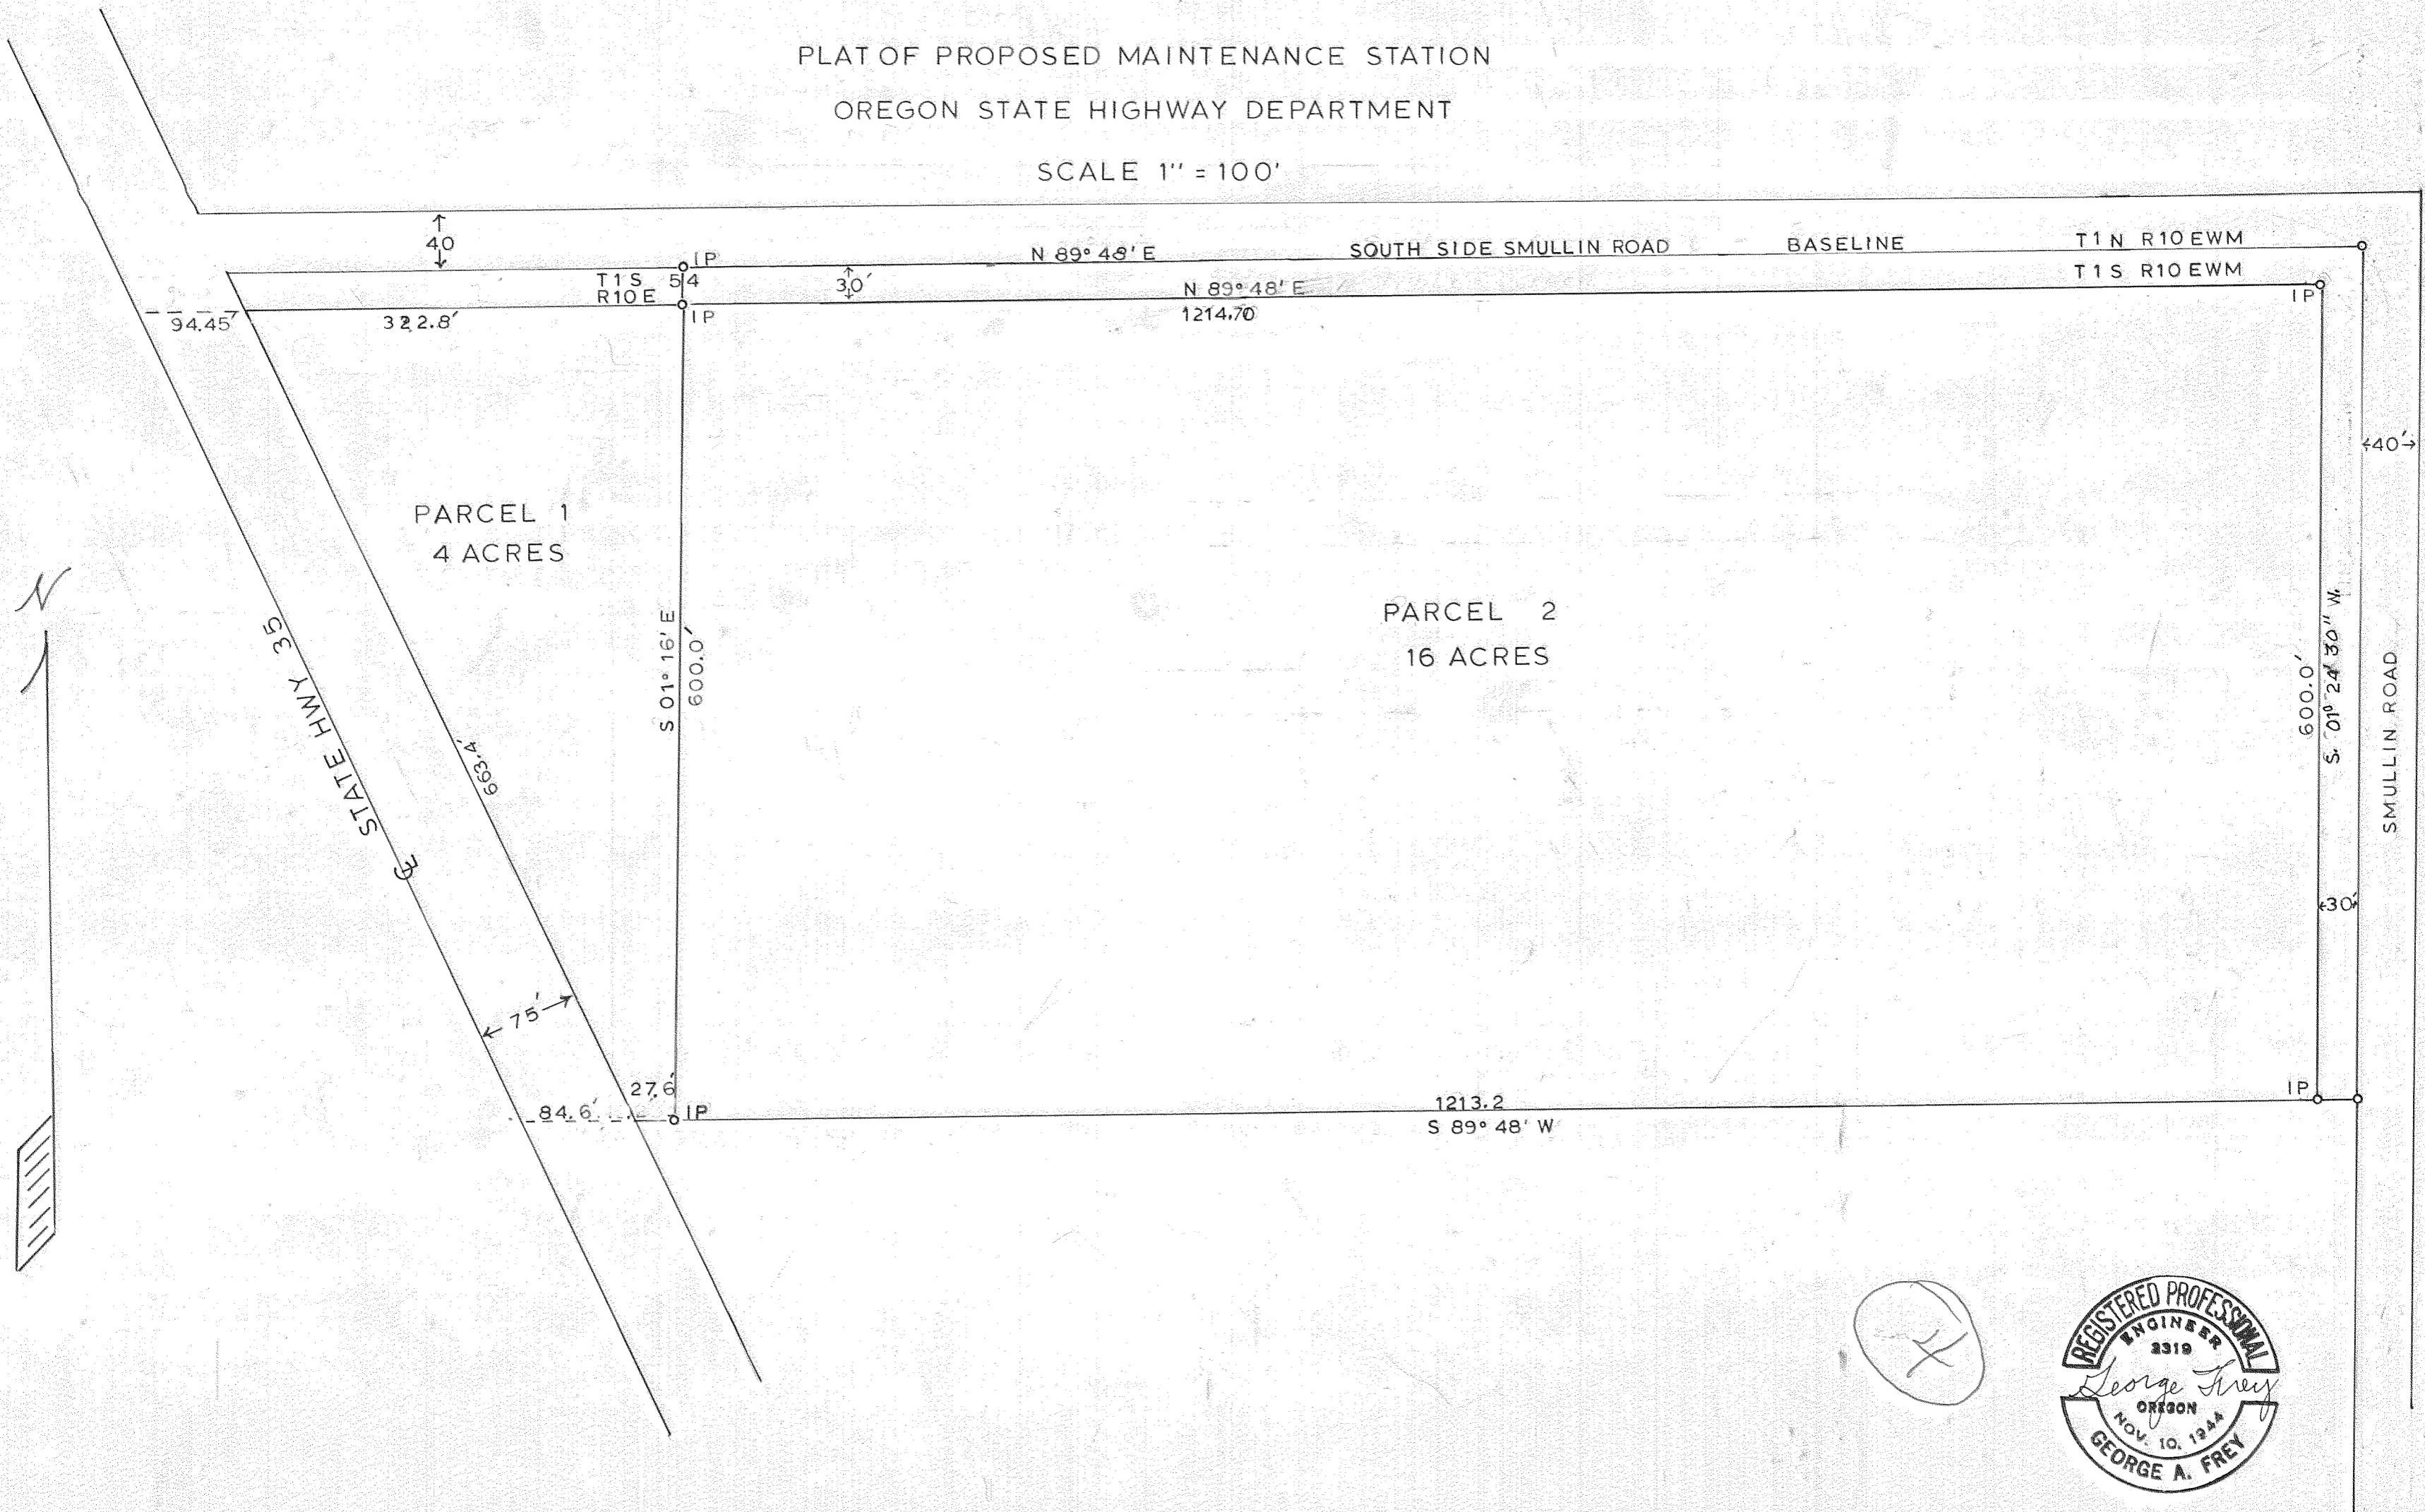 PLAT OF PROPOSED MAINTENANCE STATION
OREGON STATE HIGHWAY DEPARTMENT
SCALE 1" = 100'
40
IP
N 89° 48' E
SOUTH SIDE SMULLIN ROAD
BASELINE
T1N R10EWM
T1S R10EWM
T1S
R10E
5
4
30'
N 89° 48' E
1214.70
IP
94.45'
322.8'
IP
40'
PARCEL 1
4 ACRES
N
STATE HWY 35
℄
663.4'
S 01° 16' E
600.0'
PARCEL 2
16 ACRES
600.0'
S. 01° 24' 30" W.
SMULLIN ROAD
30'
75'
27.6'
84.6'
IP
1213.2
S 89° 48' W
IP
REGISTERED PROFESSIONAL
ENGINEER
2319
George Frey
OREGON
NOV. 10, 1944
GEORGE A. FREY